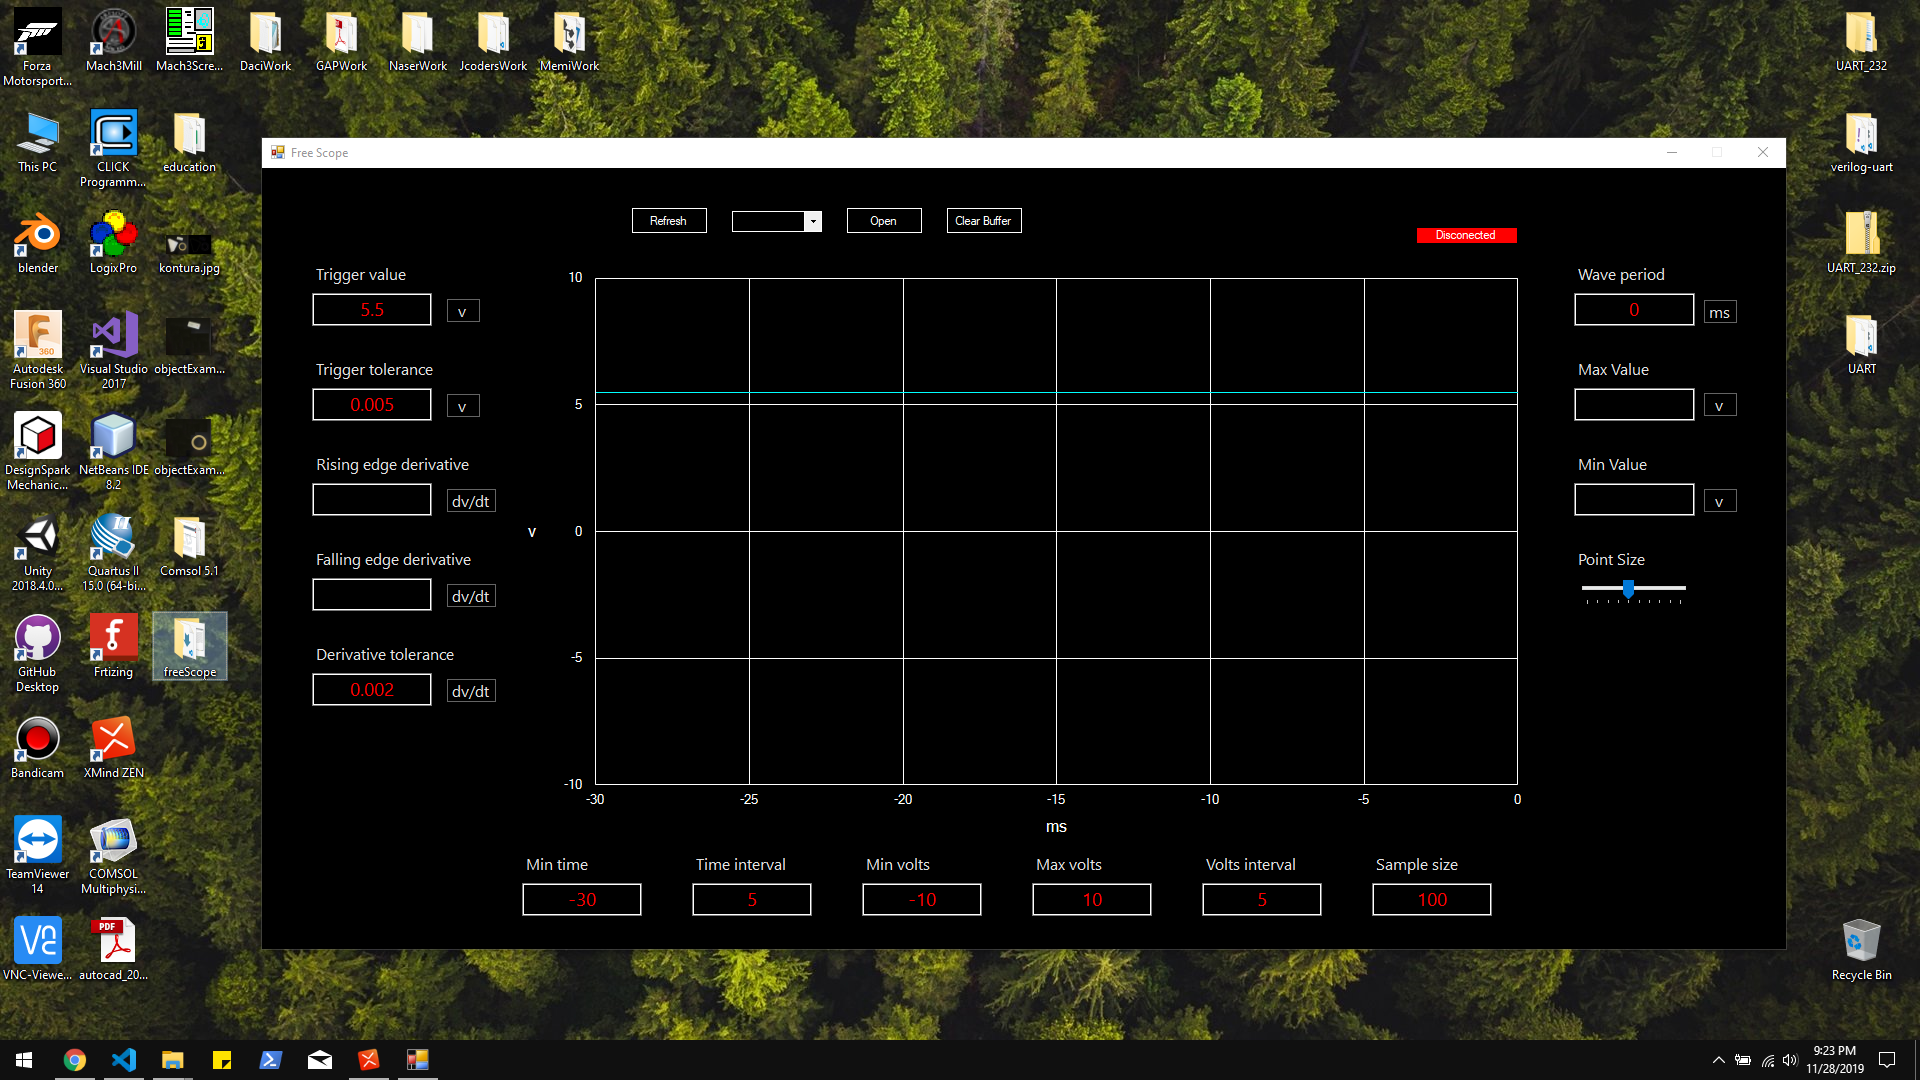 Forza
Motorsport...
Mach3Mill
Mach3Scre...
DaciWork
GAPWork
NaserWork
JcodersWork
MemiWork
UART_232
This PC
CLICK
Programm...
education
verilog-uart
blender
LogixPro
kontura.jpg
UART_232.zip
Autodesk
Fusion 360
360
Visual Studio
2017
objectExam...
UART
DesignSpark
Mechanic...
NetBeans IDE
8.2
objectExam...
Unity
2018.4.0...
Quartus II
15.0 (64-bi...
Comsol 5.1
GitHub
Desktop
Frtizing
freeScope
Bandicam
XMind ZEN
TeamViewer
14
COMSOL
Multiphysi...
VNC-Viewe...
PDF
autocad_20...
Recycle Bin
Free Scope
Refresh
Open
Clear Buffer
Disconected
Trigger value
5.5
v
Trigger tolerance
0.005
v
Rising edge derivative
dv/dt
Falling edge derivative
dv/dt
Derivative tolerance
0.002
dv/dt
v
10
5
0
-5
-10
-30
-25
-20
-15
-10
-5
0
ms
Wave period
0
ms
Max Value
v
Min Value
v
Point Size
Min time
-30
Time interval
5
Min volts
-10
Max volts
10
Volts interval
5
Sample size
100
9:23 PM
11/28/2019